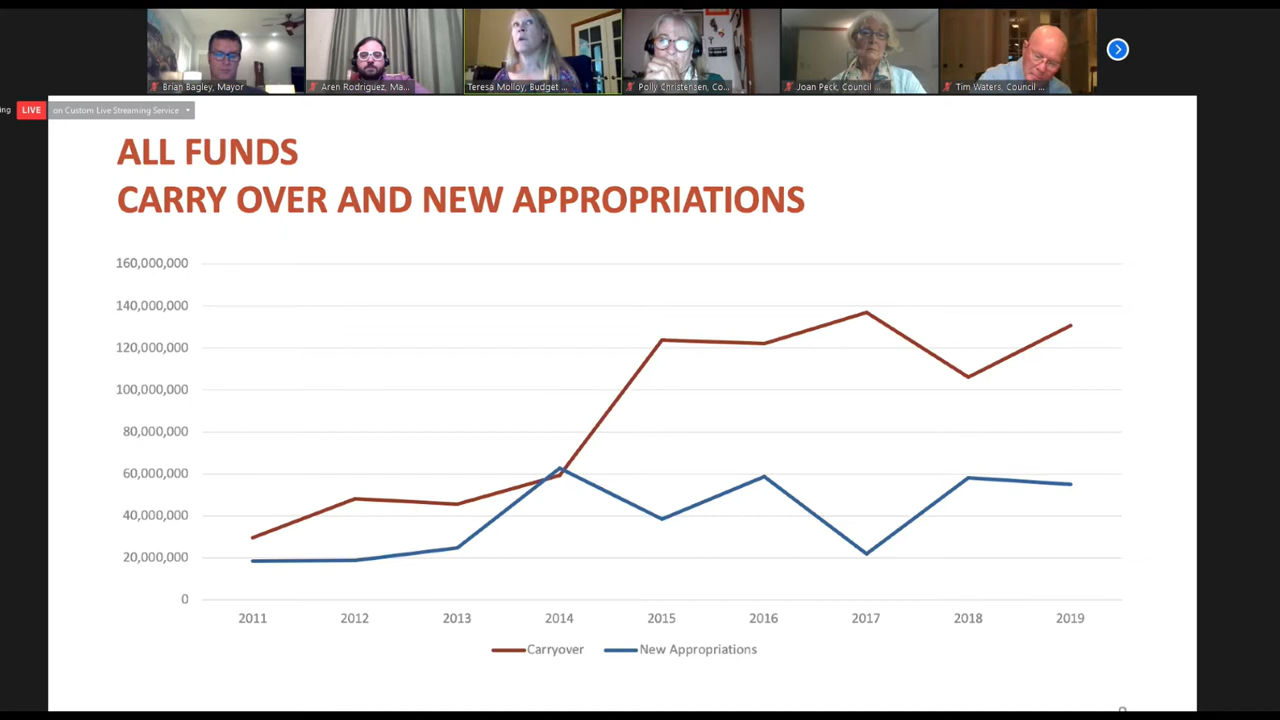 Brian Bagley, Mayor
Aren Rodriguez, Ma...
Teresa Molloy, Budget ...
Polly Christensen, Co...
Joan Peck, Council ...
Tim Waters, Council ...
ing
LIVE
on Custom Live Streaming Service
ALL FUNDS
CARRY OVER AND NEW APPROPRIATIONS
160,000,000
140,000,000
120,000,000
100,000,000
80,000,000
60,000,000
40,000,000
20,000,000
0
2011 2012 2013 2014 2015 2016 2017 2018 2019
Carryover New Appropriations